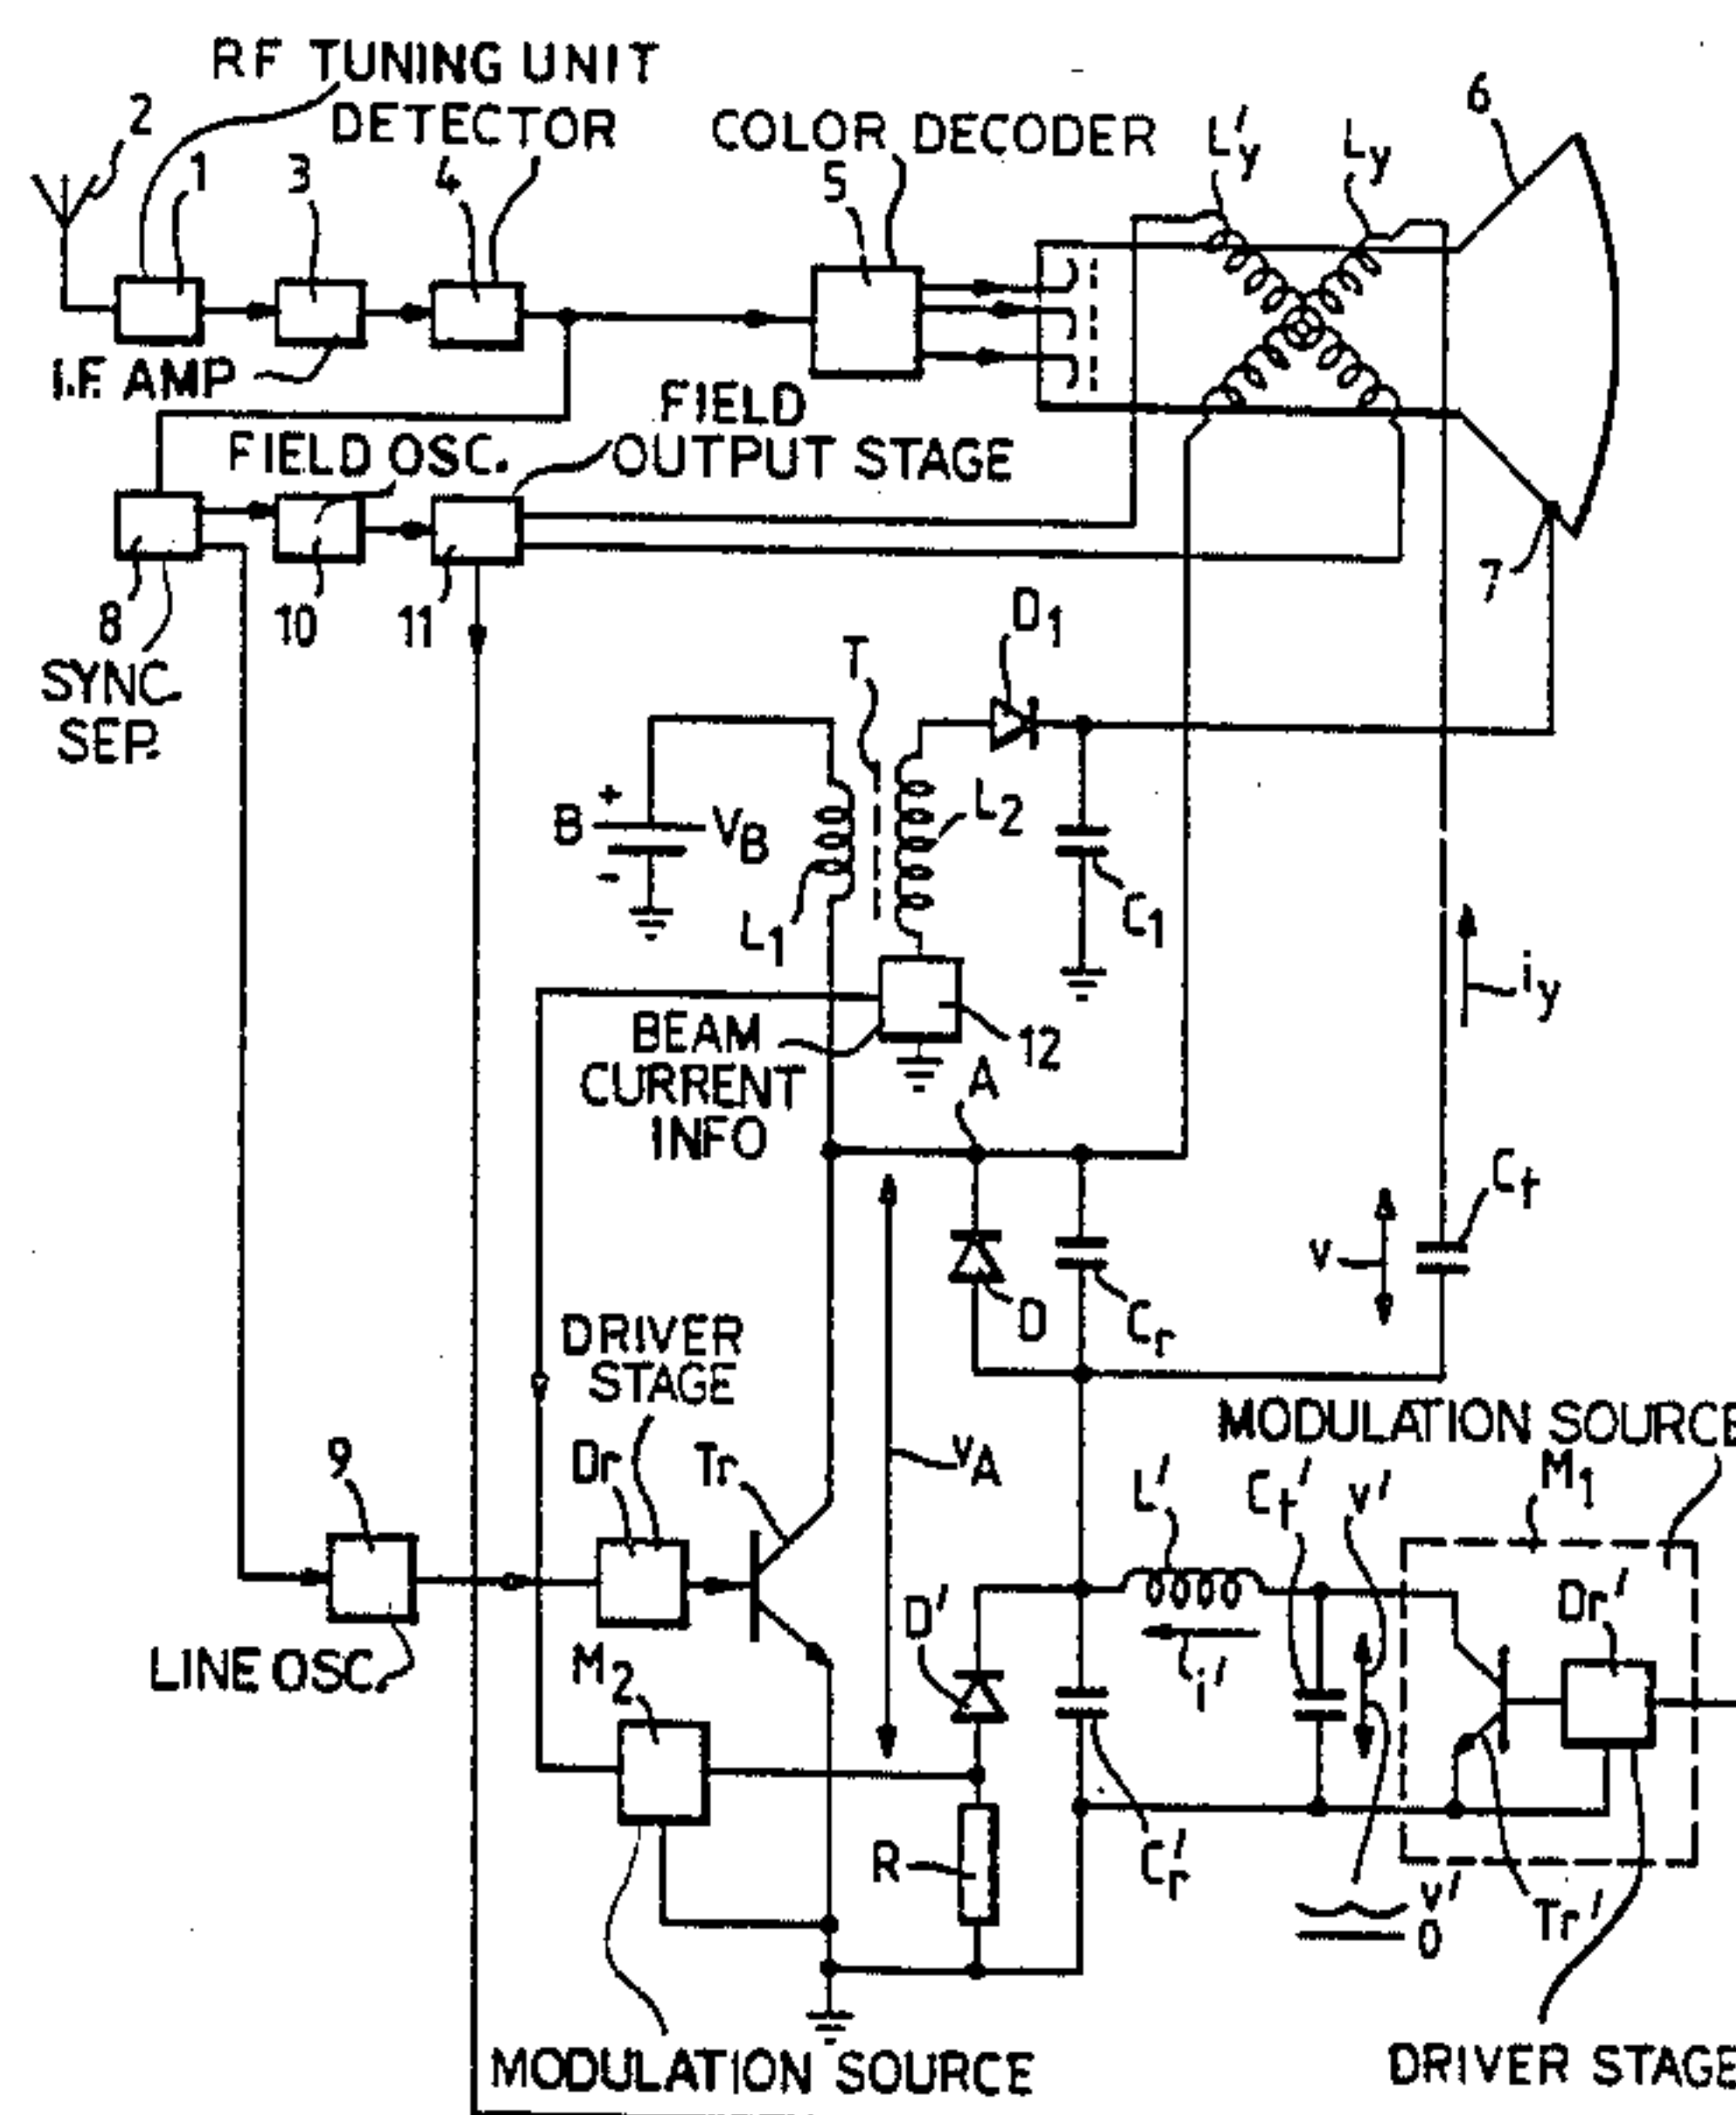 RF TUNING UNIT
DETECTOR
COLOR DECODER
2
1
3
4
5
L'y
Ly
6
I.F. AMP
FIELD
OUTPUT STAGE
FIELD OSC.
8
10
11
7
SYNC.
SEP.
T
D1
B
+
-
VB
L1
L2
C1
iy
BEAM
CURRENT
INFO
12
A
D
Cr
v
Ct
DRIVER
STAGE
Dr
Tr
vA
9
LINE OSC.
MODULATION SOURCE
M1
L'
Ct'
v'
Dr'
D'
i'
M2
R
Cr'
v'
0
Tr'
MODULATION SOURCE
DRIVER STAGE